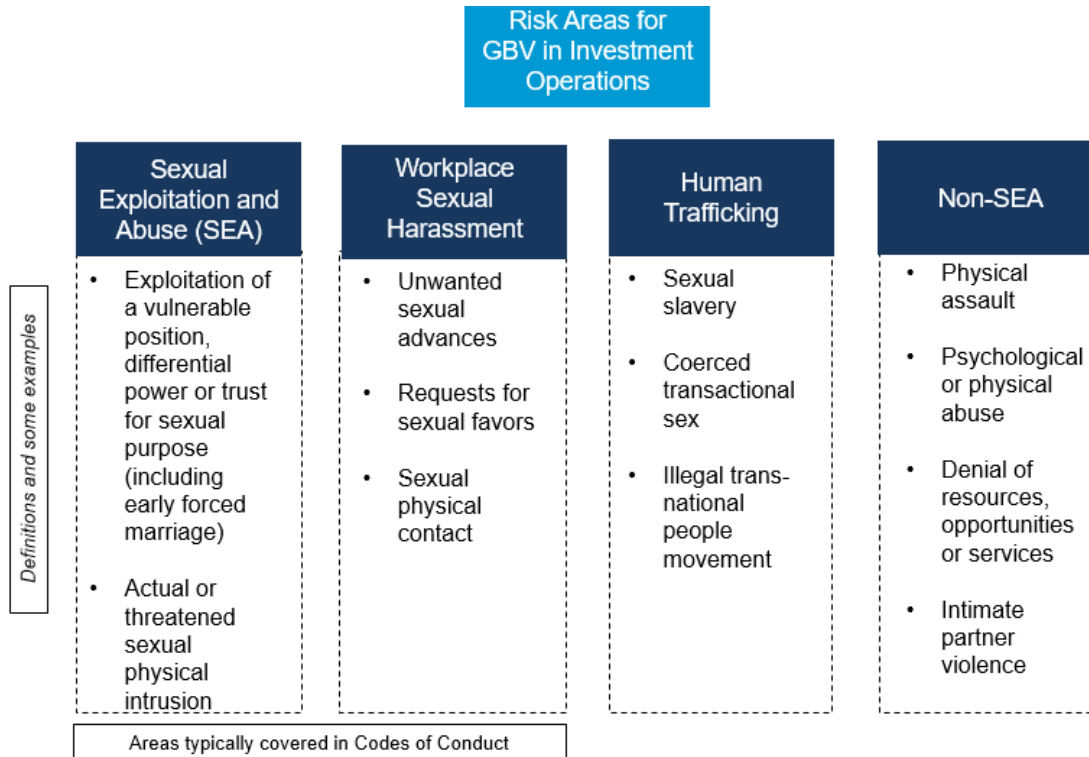 Risk Areas for
GBV in Investment
Operations
Sexual
Exploitation and
Abuse (SEA)
Workplace
Sexual
Harassment
Human
Trafficking
Non-SEA
Definitions and some examples
• Exploitation of
a vulnerable
position,
differential
power or trust
for sexual
purpose
(including
early forced
marriage)
• Actual or
threatened
sexual
physical
intrusion
• Unwanted
sexual
advances
• Requests for
sexual favors
• Sexual
physical
contact
• Sexual
slavery
• Coerced
transactional
sex
• Illegal trans-
national
people
movement
• Physical
assault
• Psychological
or physical
abuse
• Denial of
resources,
opportunities
or services
• Intimate
partner
violence
Areas typically covered in Codes of Conduct